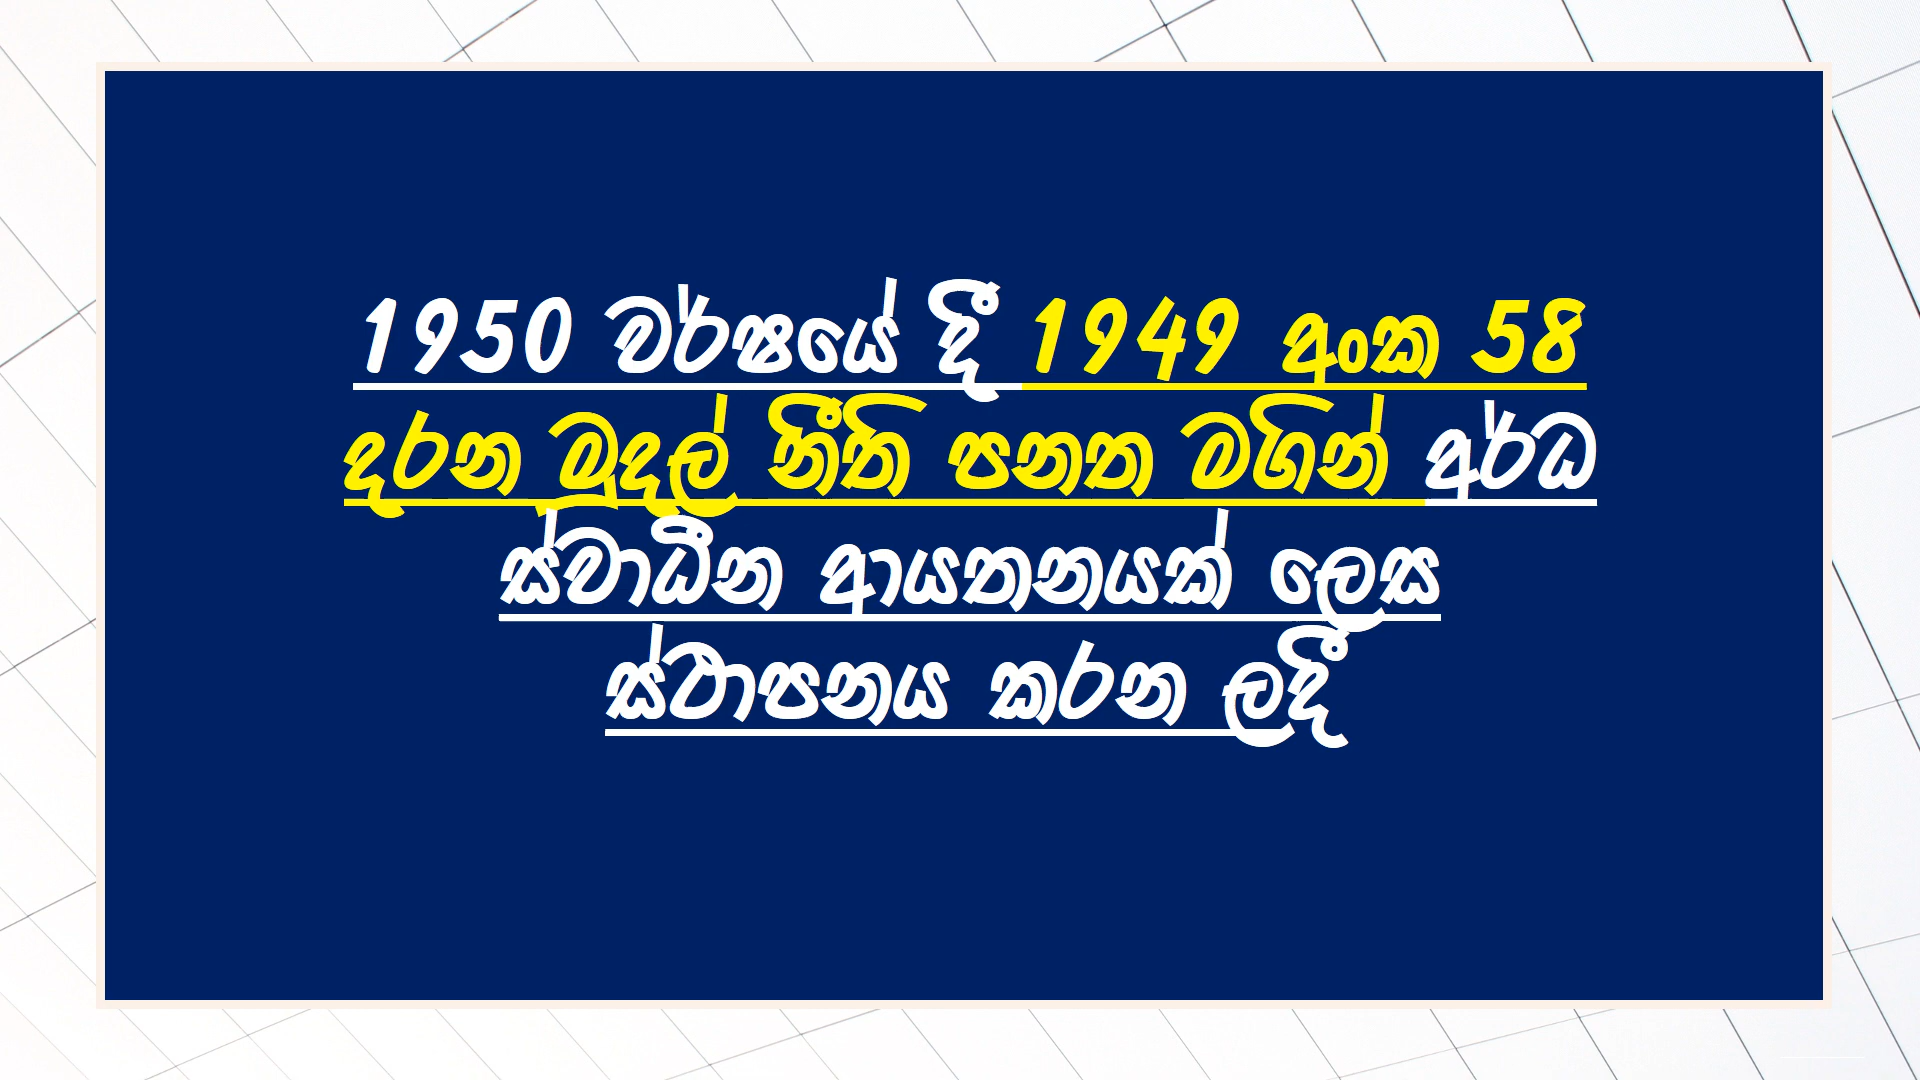 1950 වර්ෂයේ දී 1949 අංක 58
දරන මුදල් නීති පනත මගින් අර්ධ
ස්වාධීන ආයතනයක් ලෙස
ස්ථාපනය කරන ලදී